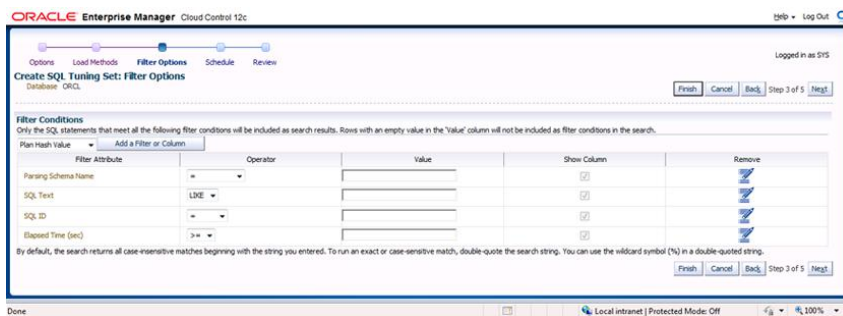 ORACLE Enterprise Manager Cloud Control 12c
Help Log Out
Options Load Methods Filter Options Schedule Review
Logged in as SYS
Create SQL Tuning Set: Filter Options
Database ORCL
Finish Cancel Back Step 3 of 5 Next
Filter Conditions
Only the SQL statements that meet all the following filter conditions will be included as search results. Rows with an empty value in the 'Value' column will not be included as filter conditions in the search.
Plan Hash Value Add a Filter or Column
Filter Attribute Operator Value Show Column Remove
Parsing Schema Name =
SQL Text LIKE
SQL ID =
Elapsed Time (sec) >=
By default, the search returns all case-insensitive matches beginning with the string you entered. To run an exact or case-sensitive match, double-quote the search string. You can use the wildcard symbol (%) in a double-quoted string.
Finish Cancel Back Step 3 of 5 Next
Done Local intranet | Protected Mode: Off 100%